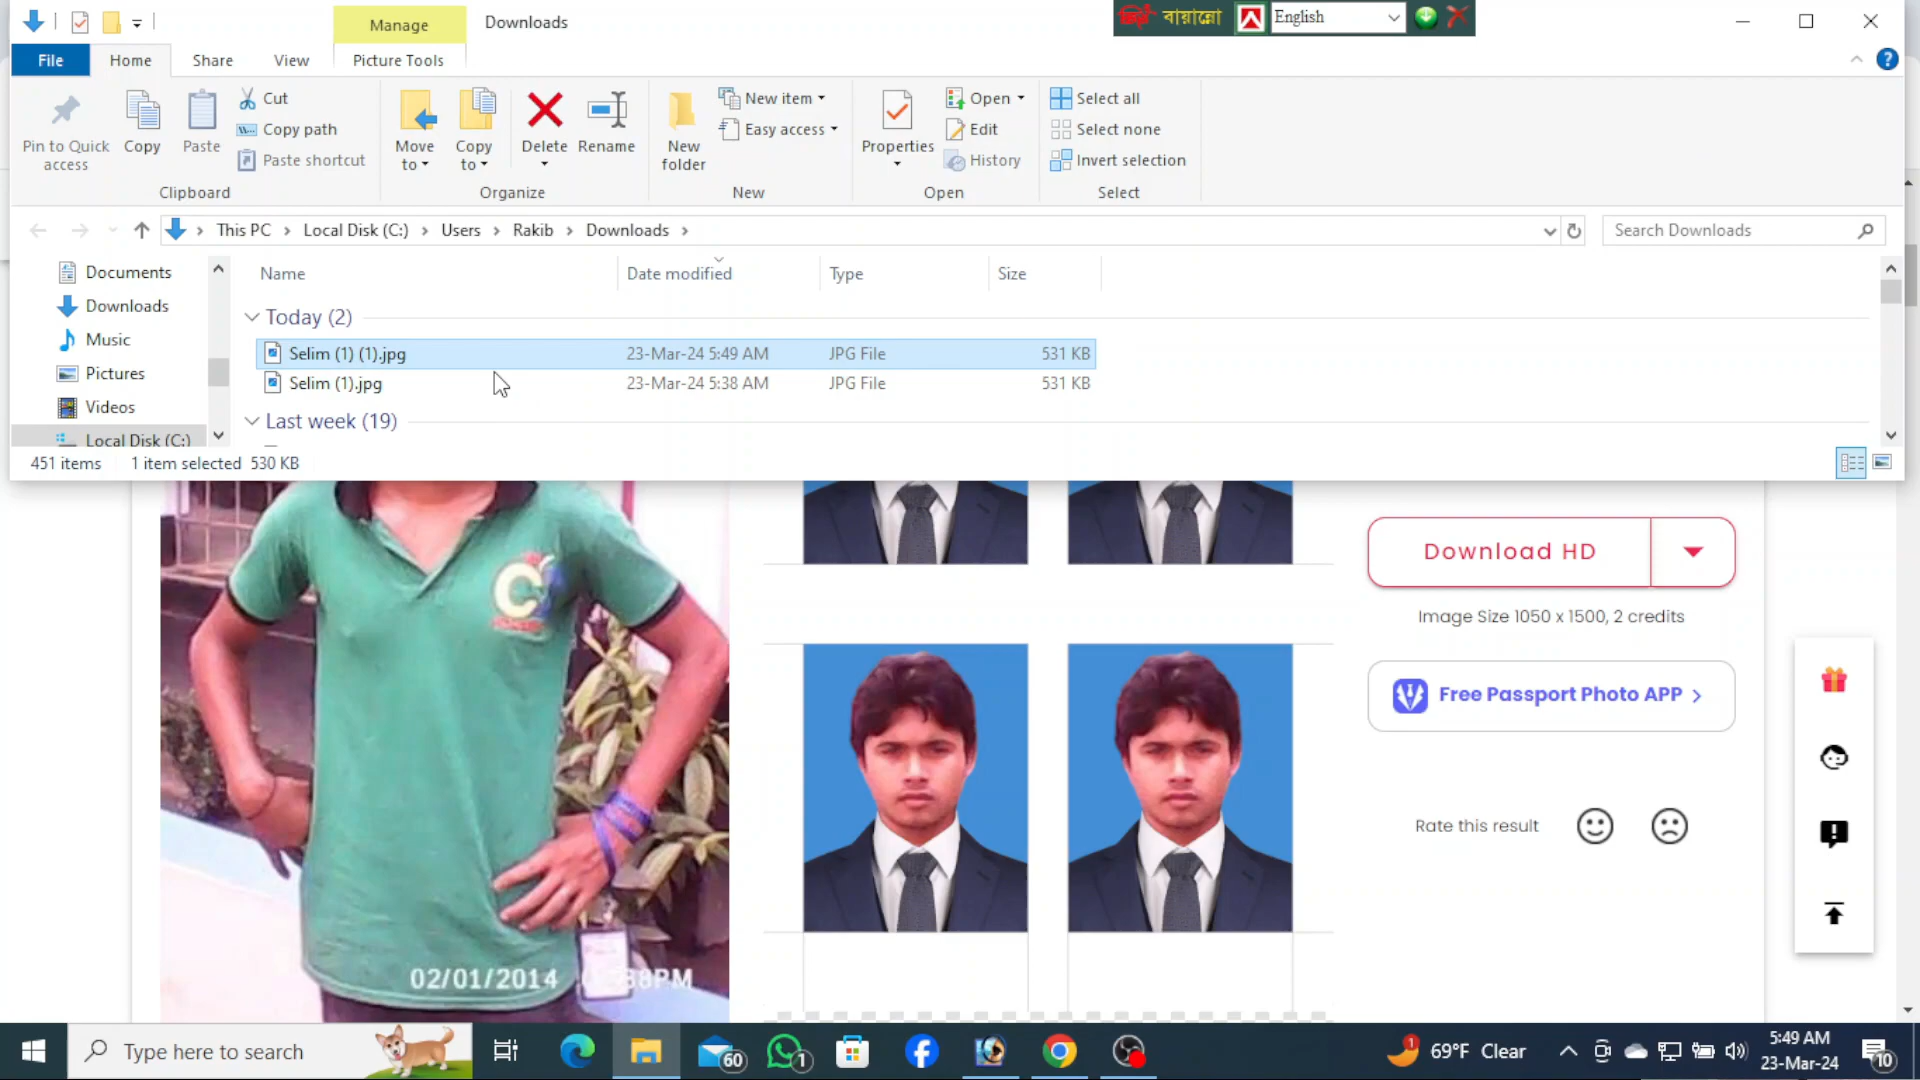 Manage
Downloads
বায়ান্নো
English
File
Home
Share
View
Picture Tools
Pin to Quick access
Copy
Paste
Cut
Copy path
Paste shortcut
Clipboard
Move to
Copy to
Delete
Rename
Organize
New folder
New item
Easy access
New
Properties
Open
Edit
History
Open
Select all
Select none
Invert selection
Select
This PC > Local Disk (C:) > Users > Rakib > Downloads >
Search Downloads
Documents
Downloads
Music
Pictures
Videos
Local Disk (C:)
Name Date modified Type Size
Today (2)
Selim (1) (1).jpg 23-Mar-24 5:49 AM JPG File 531 KB
Selim (1).jpg 23-Mar-24 5:38 AM JPG File 531 KB
Last week (19)
451 items 1 item selected 530 KB
02/01/2014 38PM
Download HD
Image Size 1050 x 1500, 2 credits
Free Passport Photo APP >
Rate this result
Type here to search
60
1
1
69°F Clear
5:49 AM
23-Mar-24
10